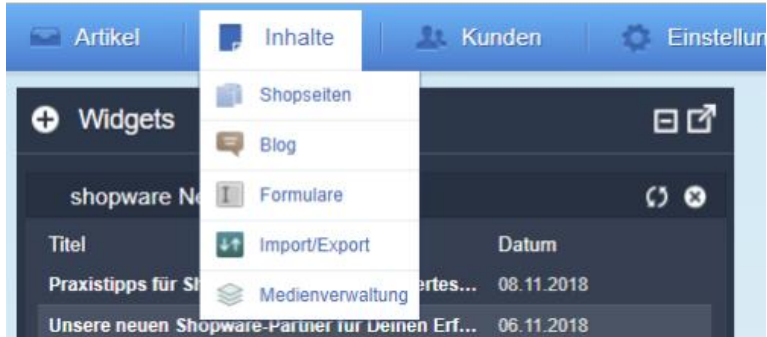 Artikel Inhalte Kunden Einstellun
Widgets
Shopseiten
Blog
shopware Ne
Formulare
Titel Import/Export Datum
Praxistipps für Sh ertes... 08.11.2018
Medienverwaltung
Unsere neuen Shopware-Partner für Deinen Erf... 06.11.2018